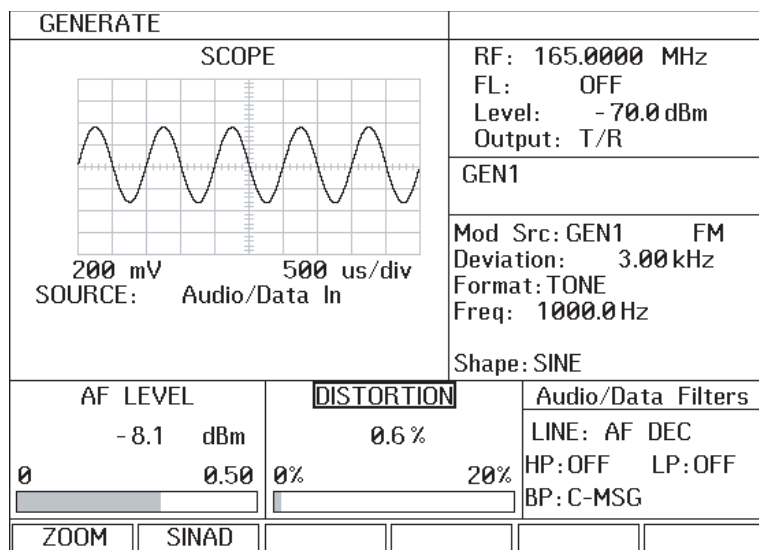 GENERATE
SCOPE
200 mV 500 us/div
SOURCE: Audio/Data In
RF: 165.0000 MHz
FL: OFF
Level: -70.0 dBm
Output: T/R
GEN1
Mod Src: GEN1 FM
Deviation: 3.00 kHz
Format: TONE
Freq: 1000.0 Hz
Shape: SINE
AF LEVEL
-8.1 dBm
0 0.50
DISTORTION
0.6 %
0% 20%
Audio/Data Filters
LINE: AF DEC
HP: OFF LP: OFF
BP: C-MSG
ZOOM SINAD